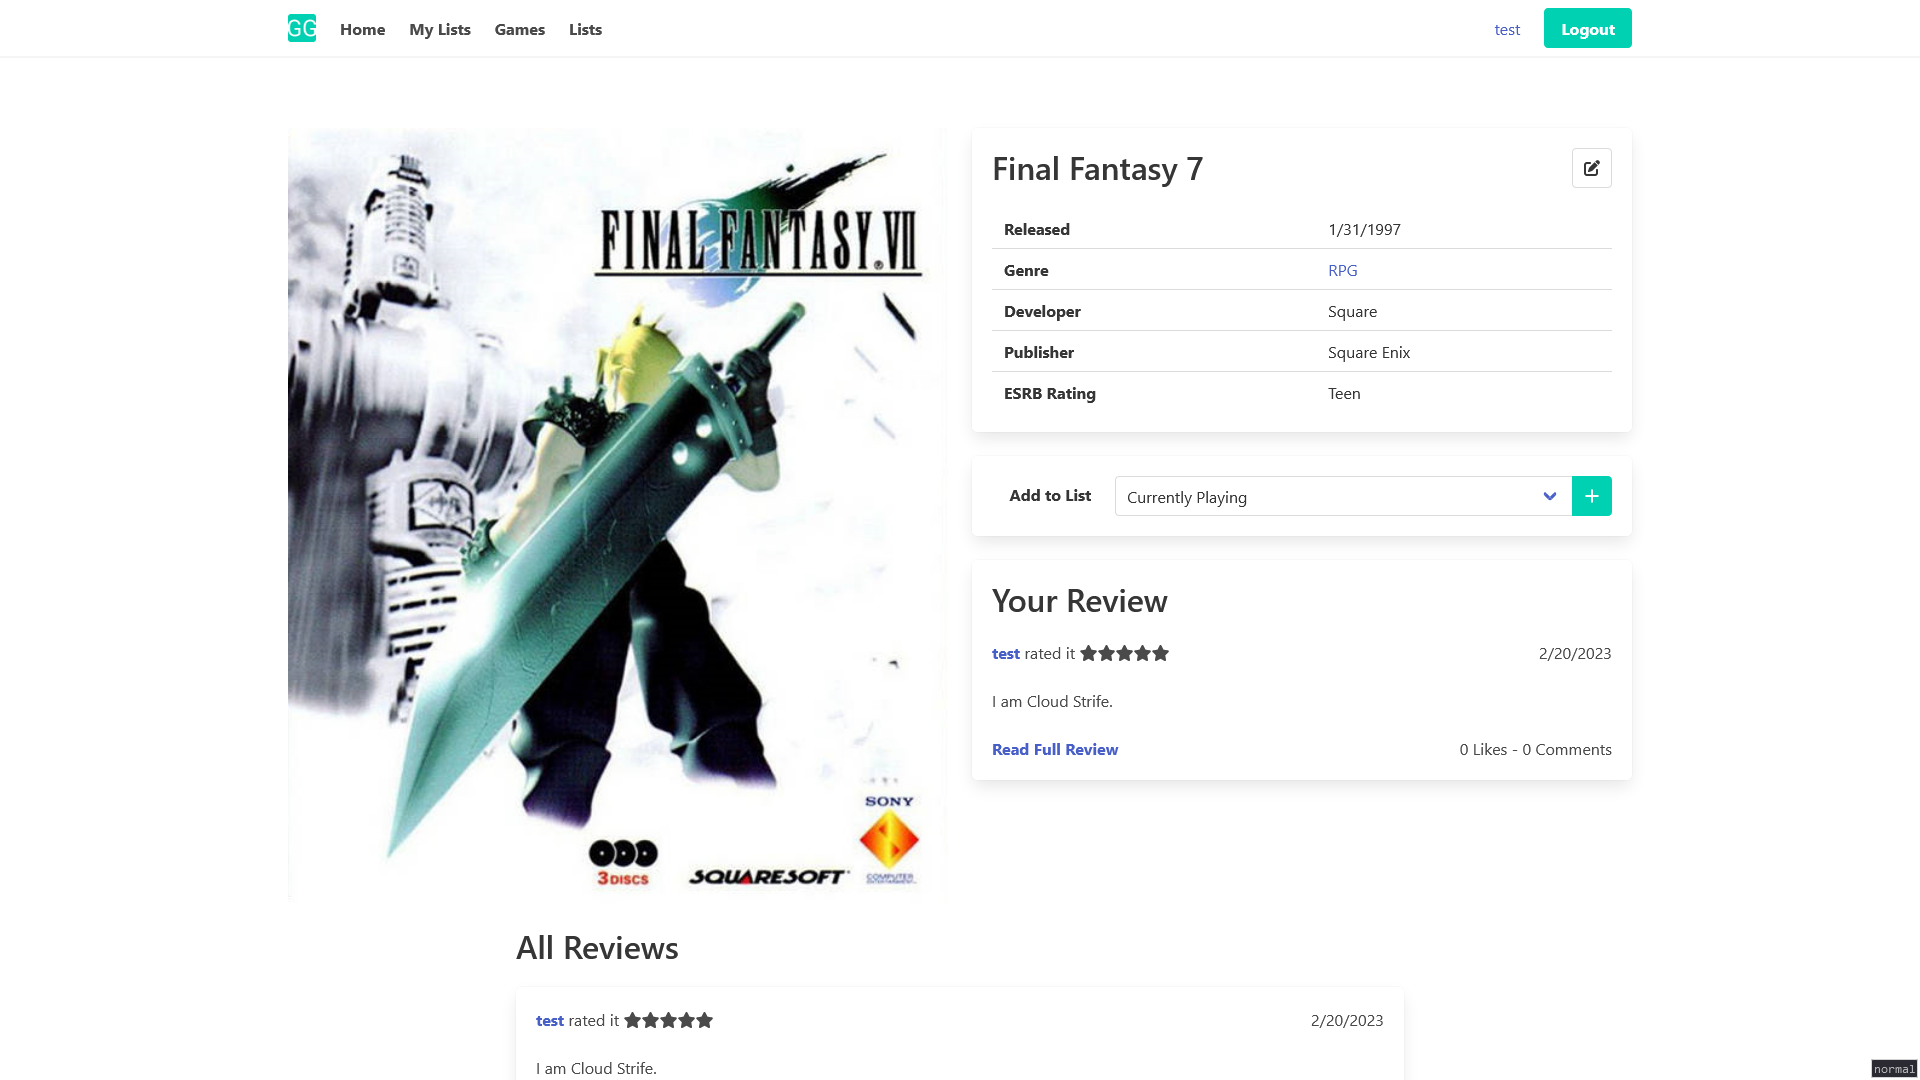 GG Home My Lists Games Lists test Logout
FINAL FANTASY.VII
®
3 DISCS
SQUARESOFT
SONY
COMPUTER
ENTERTAINMENT
Final Fantasy 7
Released 1/31/1997
Genre RPG
Developer Square
Publisher Square Enix
ESRB Rating Teen
Add to List Currently Playing
Your Review
test rated it 2/20/2023
I am Cloud Strife.
Read Full Review 0 Likes - 0 Comments
All Reviews
test rated it 2/20/2023
I am Cloud Strife.
normal